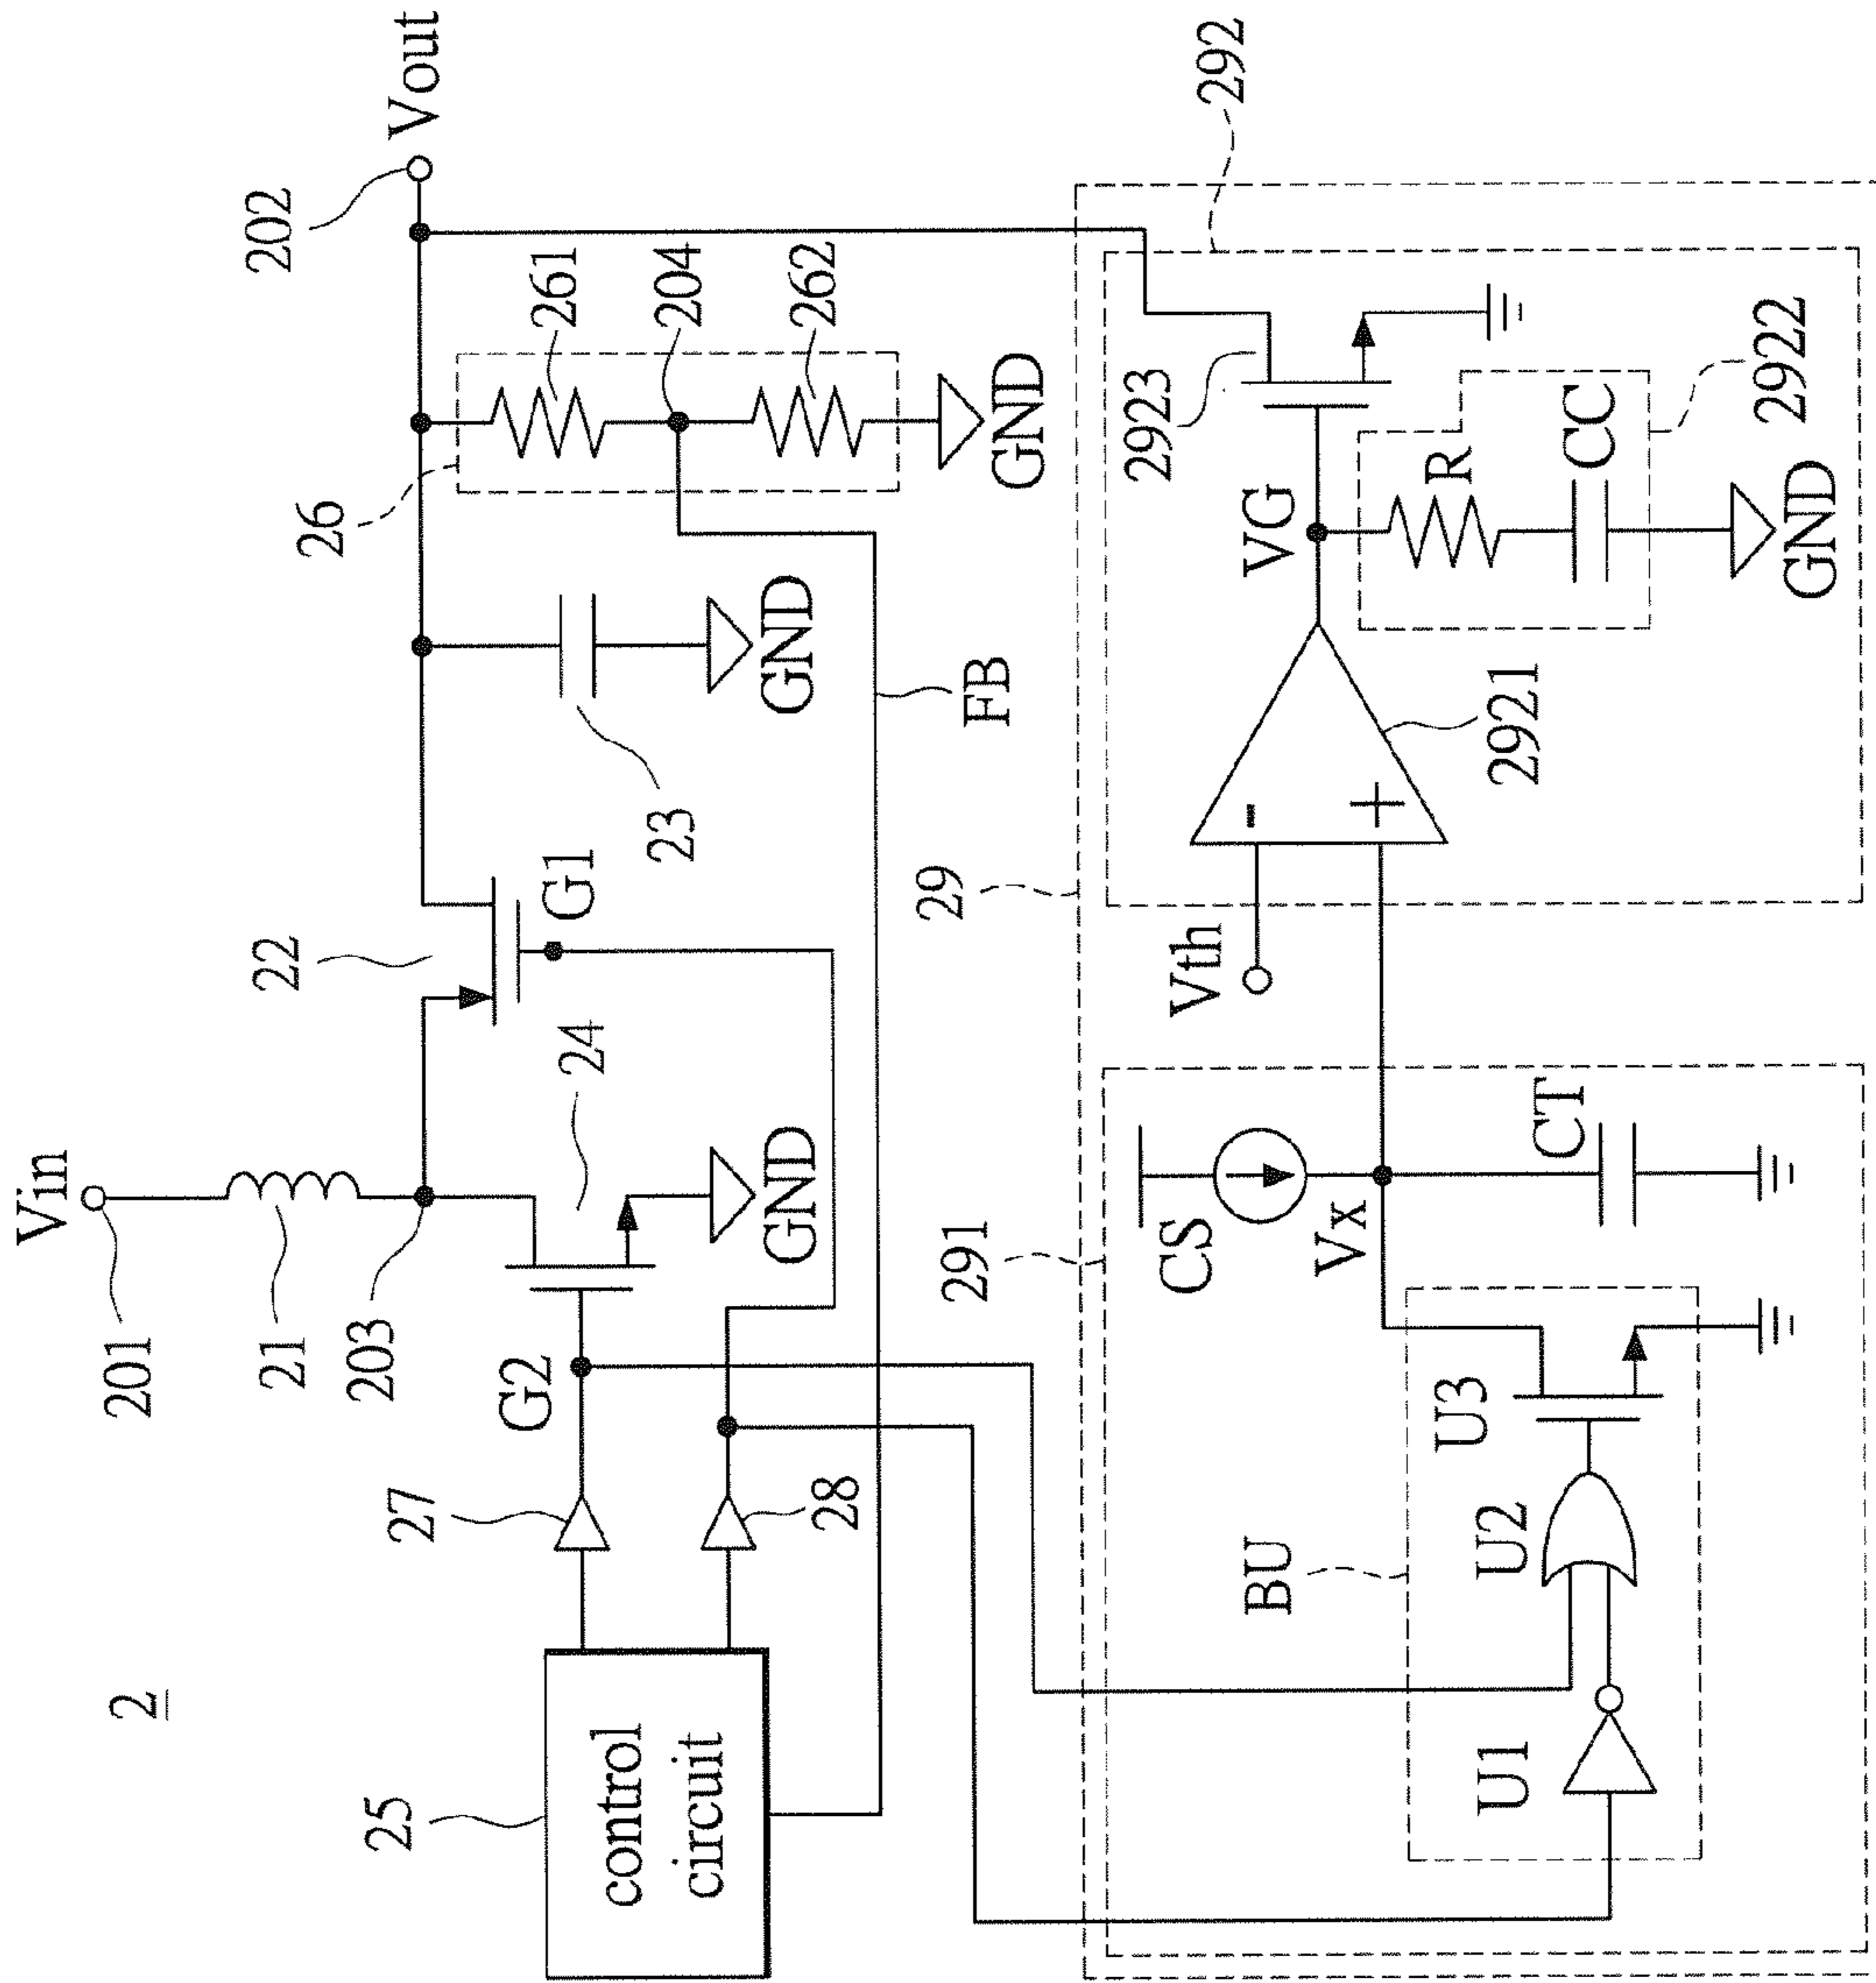 2
Vin
201
21
203
22
G1
24
GND
G2
27
28
25
control
circuit
23
GND
26
261
204
262
GND
202
Vout
FB
29
291
CS
Vx
CT
BU
U1
U2
U3
292
Vth
-
+
2921
VG
2923
R
CC
2922
GND